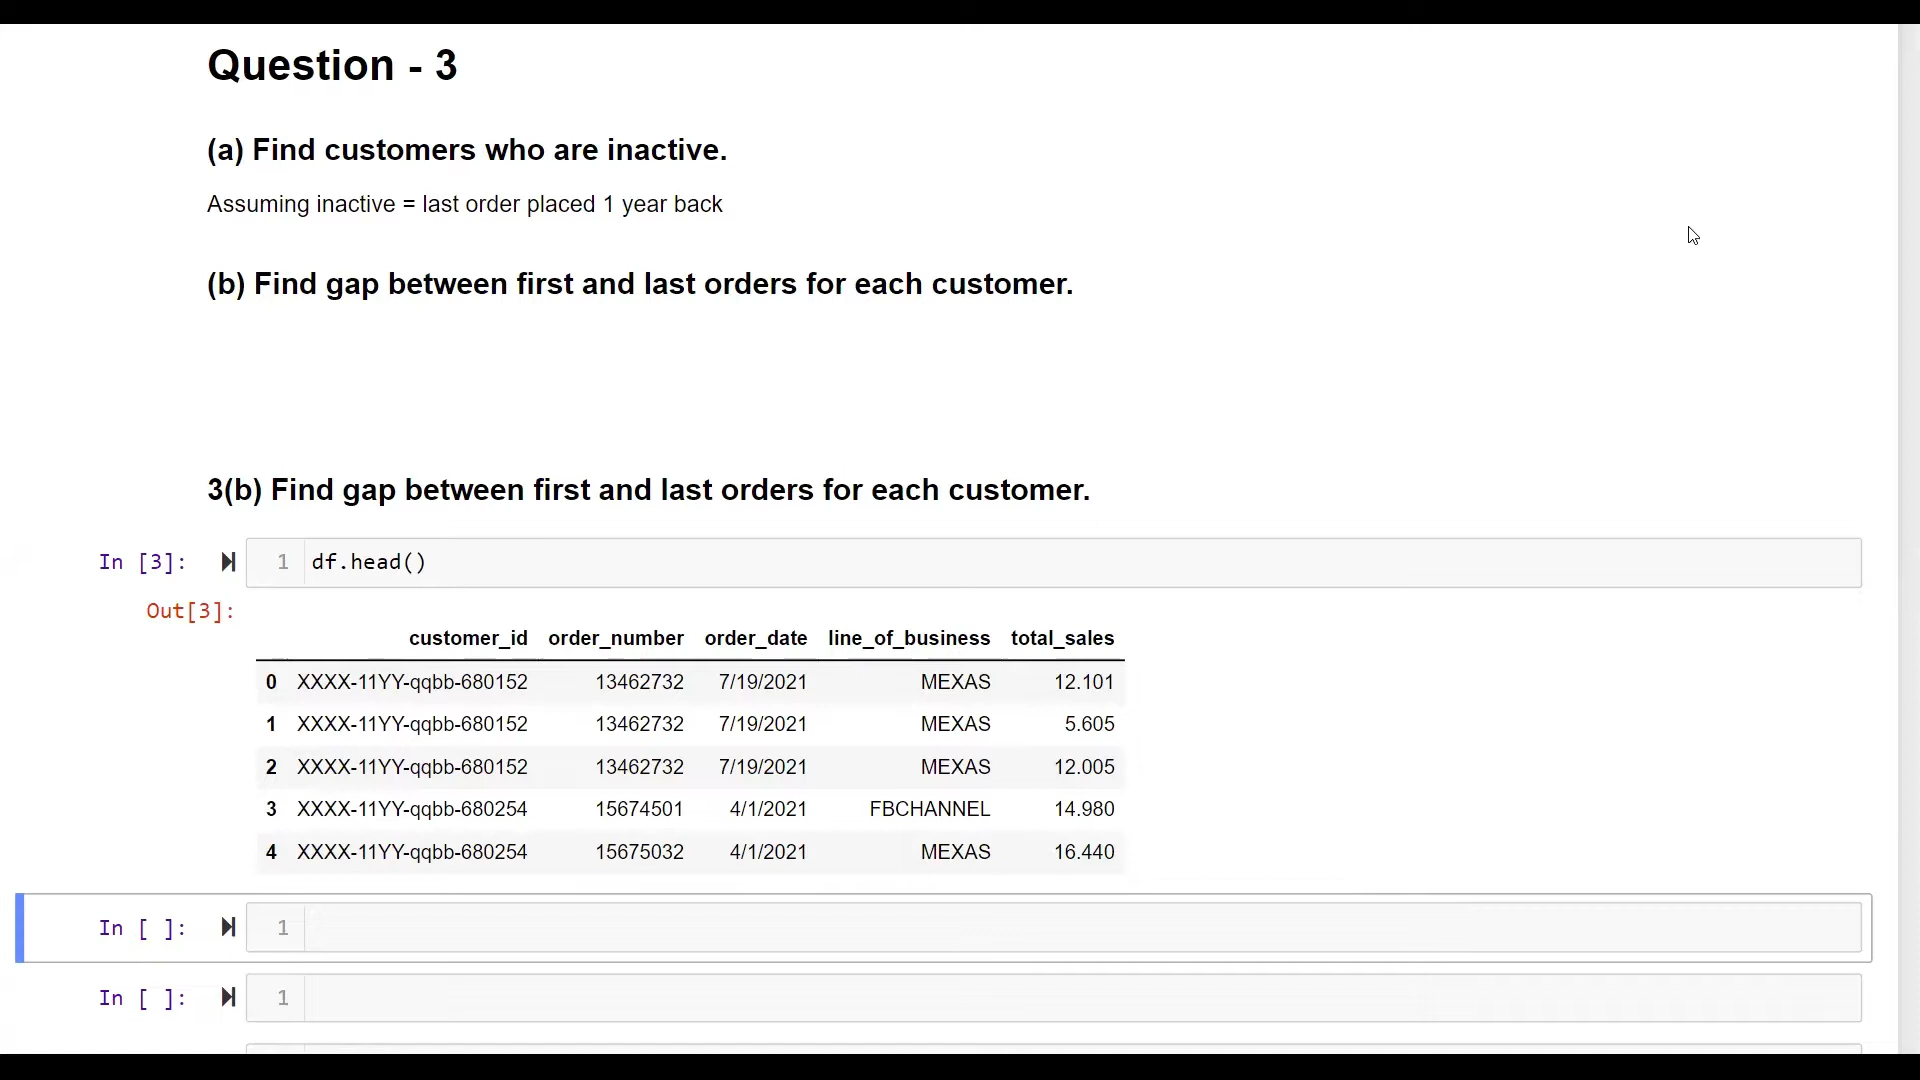 Question - 3
(a) Find customers who are inactive.
Assuming inactive = last order placed 1 year back
(b) Find gap between first and last orders for each customer.
3(b) Find gap between first and last orders for each customer.
In [3]: 1 df.head()
Out[3]:
customer_id order_number order_date line_of_business total_sales
0 XXXX-11YY-qqbb-680152 13462732 7/19/2021 MEXAS 12.101
1 XXXX-11YY-qqbb-680152 13462732 7/19/2021 MEXAS 5.605
2 XXXX-11YY-qqbb-680152 13462732 7/19/2021 MEXAS 12.005
3 XXXX-11YY-qqbb-680254 15674501 4/1/2021 FBCHANNEL 14.980
4 XXXX-11YY-qqbb-680254 15675032 4/1/2021 MEXAS 16.440
In [ ]: 1
In [ ]: 1